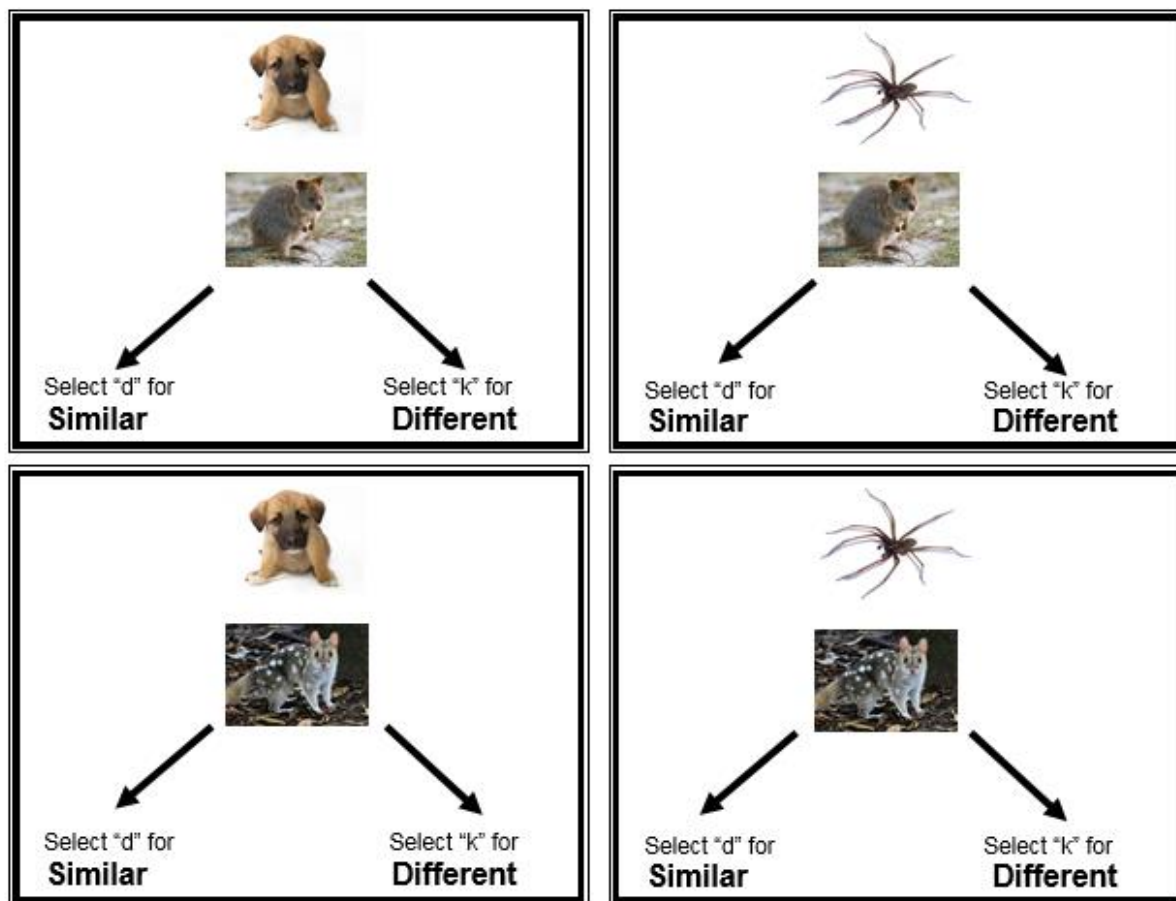 Select “d” for
Similar
Select “k” for
Different
Select “d” for
Similar
Select “k” for
Different
Select “d” for
Similar
Select “k” for
Different
Select “d” for
Similar
Select “k” for
Different